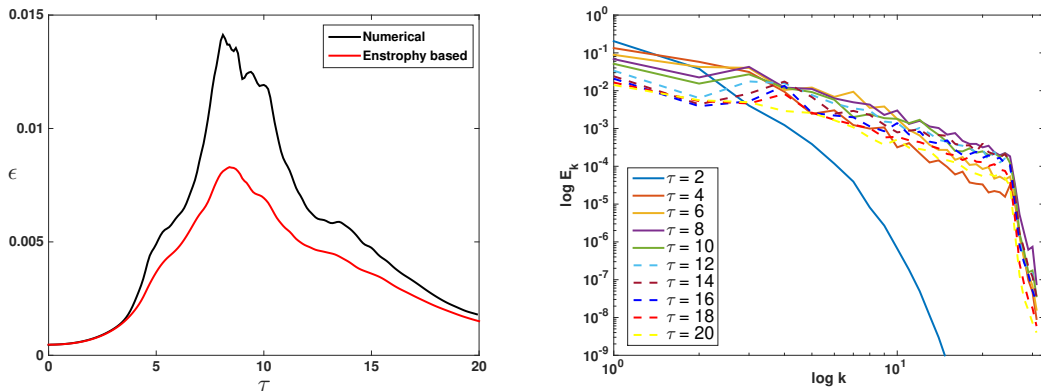 0.015
0.01
0.005
0
ϵ
0 5 10 15 20
τ
Numerical
Enstrophy based
10^0
10^-1
10^-2
10^-3
10^-4
10^-5
10^-6
10^-7
10^-8
10^-9
log E_k
10^0 10^1
log k
τ = 2
τ = 4
τ = 6
τ = 8
τ = 10
τ = 12
τ = 14
τ = 16
τ = 18
τ = 20